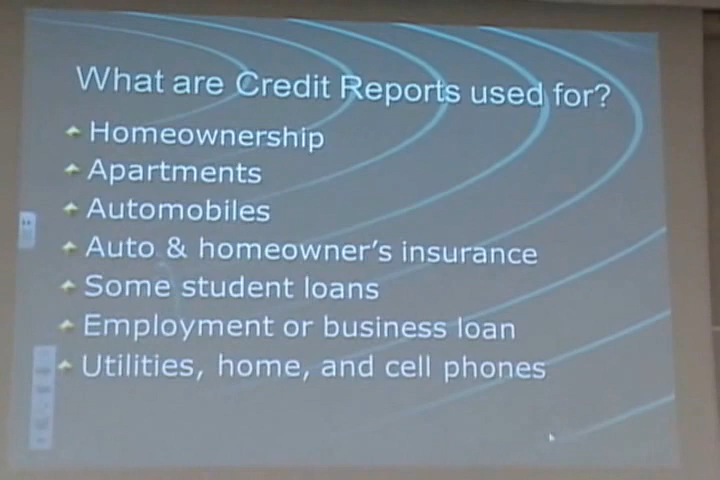 What are Credit Reports used for?
Homeownership
Apartments
Automobiles
Auto & homeowner's insurance
Some student loans
Employment or business loan
Utilities, home, and cell phones